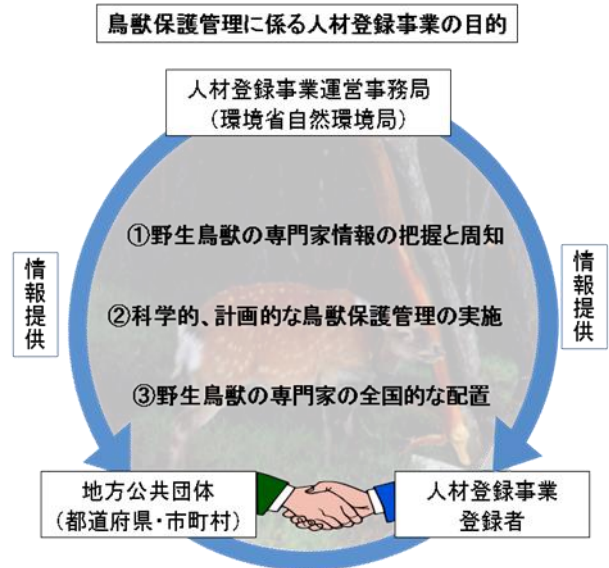 鳥獣保護管理に係る人材登録事業の目的
人材登録事業運営事務局
（環境省自然環境局）
①野生鳥獣の専門家情報の把握と周知
情報提供
情報提供
②科学的、計画的な鳥獣保護管理の実施
③野生鳥獣の専門家の全国的な配置
地方公共団体
（都道府県・市町村）
人材登録事業
登録者